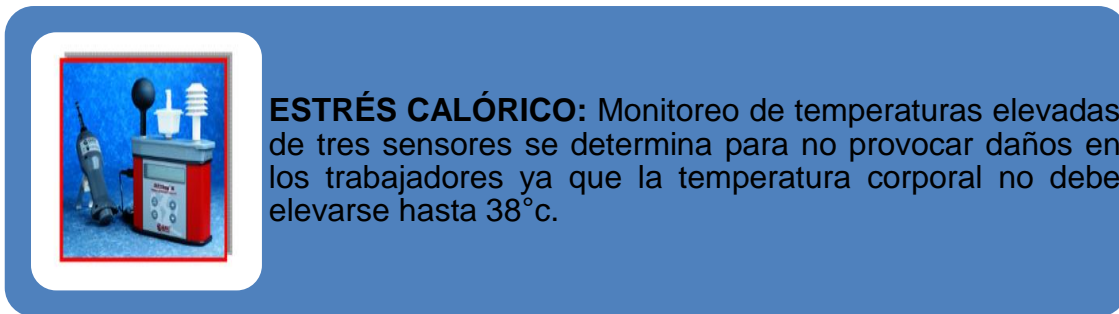 ESTRÉS CALÓRICO: Monitoreo de temperaturas elevadas
de tres sensores se determina para no provocar daños en
los trabajadores ya que la temperatura corporal no debe
elevarse hasta 38°c.